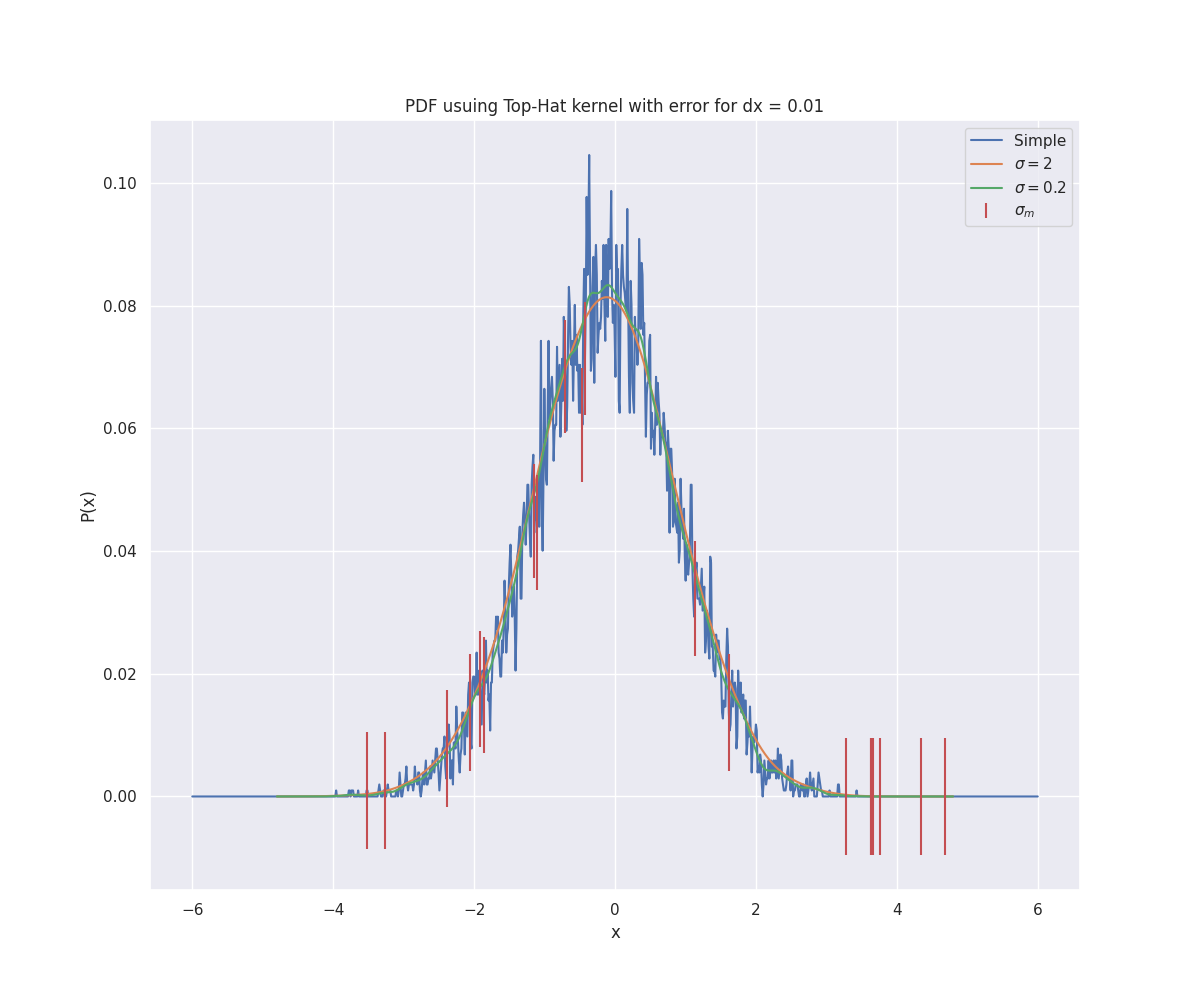 PDF usuing Top-Hat kernel with error for dx = 0.01
Simple
σ = 2
σ = 0.2
σₘ
P(x)
0.10
0.08
0.06
0.04
0.02
0.00
−6 −4 −2 0 2 4 6
x